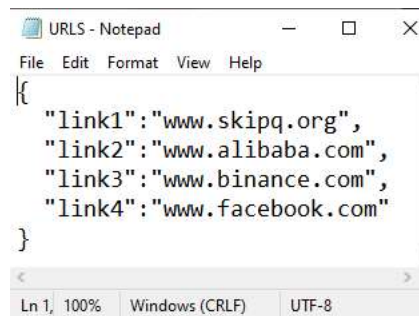 URLS - Notepad
File Edit Format View Help
{
"link1":"www.skipq.org",
"link2":"www.alibaba.com",
"link3":"www.binance.com",
"link4":"www.facebook.com"
}
Ln 1, 100% Windows (CRLF) UTF-8